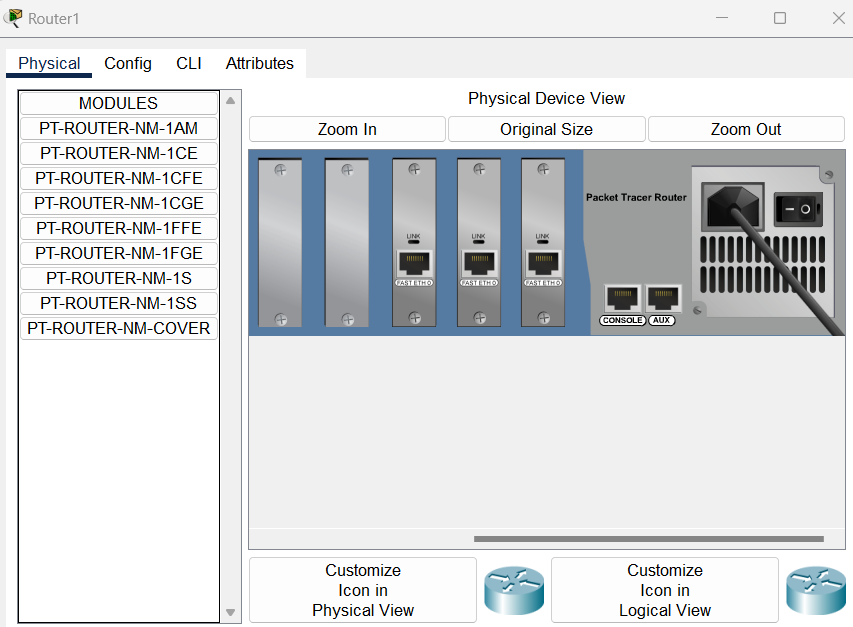 Router1
Physical Config CLI Attributes
MODULES
PT-ROUTER-NM-1AM
PT-ROUTER-NM-1CE
PT-ROUTER-NM-1CFE
PT-ROUTER-NM-1CGE
PT-ROUTER-NM-1FFE
PT-ROUTER-NM-1FGE
PT-ROUTER-NM-1S
PT-ROUTER-NM-1SS
PT-ROUTER-NM-COVER
Physical Device View
Zoom In Original Size Zoom Out
Packet Tracer Router
LINK LINK LINK
FAST ETH 0 FAST ETH 0 FAST ETH 0
CONSOLE AUX
Customize
Icon in
Physical View
Customize
Icon in
Logical View